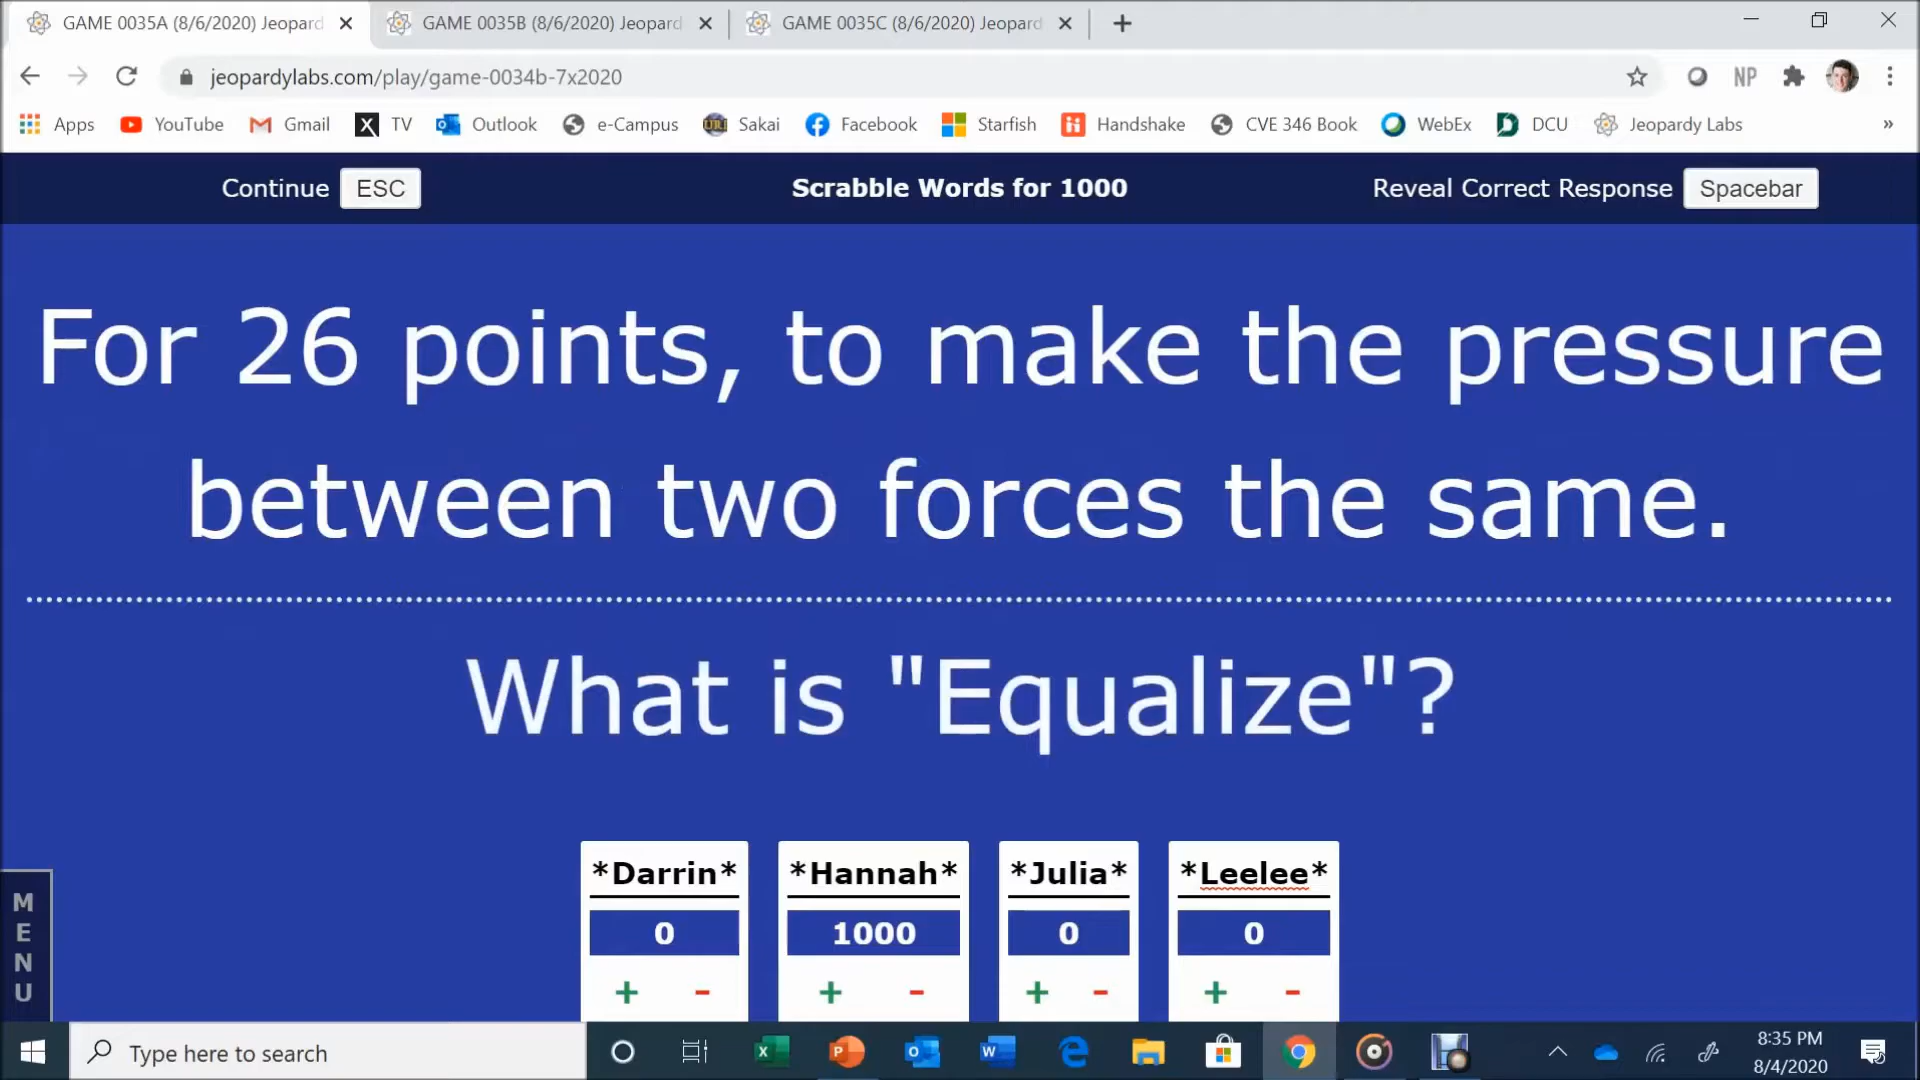 GAME 0035A (8/6/2020) Jeopard
GAME 0035B (8/6/2020) Jeopard
GAME 0035C (8/6/2020) Jeopard
jeopardylabs.com/play/game-0034b-7x2020
NP
Apps YouTube Gmail X TV Outlook e-Campus Sakai Facebook Starfish Handshake CVE 346 Book WebEx DCU Jeopardy Labs »
Continue ESC Scrabble Words for 1000 Reveal Correct Response Spacebar
For 26 points, to make the pressure
between two forces the same.
What is "Equalize"?
*Darrin* *Hannah* *Julia* *Leelee*
0 1000 0 0
+ - + - + - + -
MENU
Type here to search
8:35 PM
8/4/2020